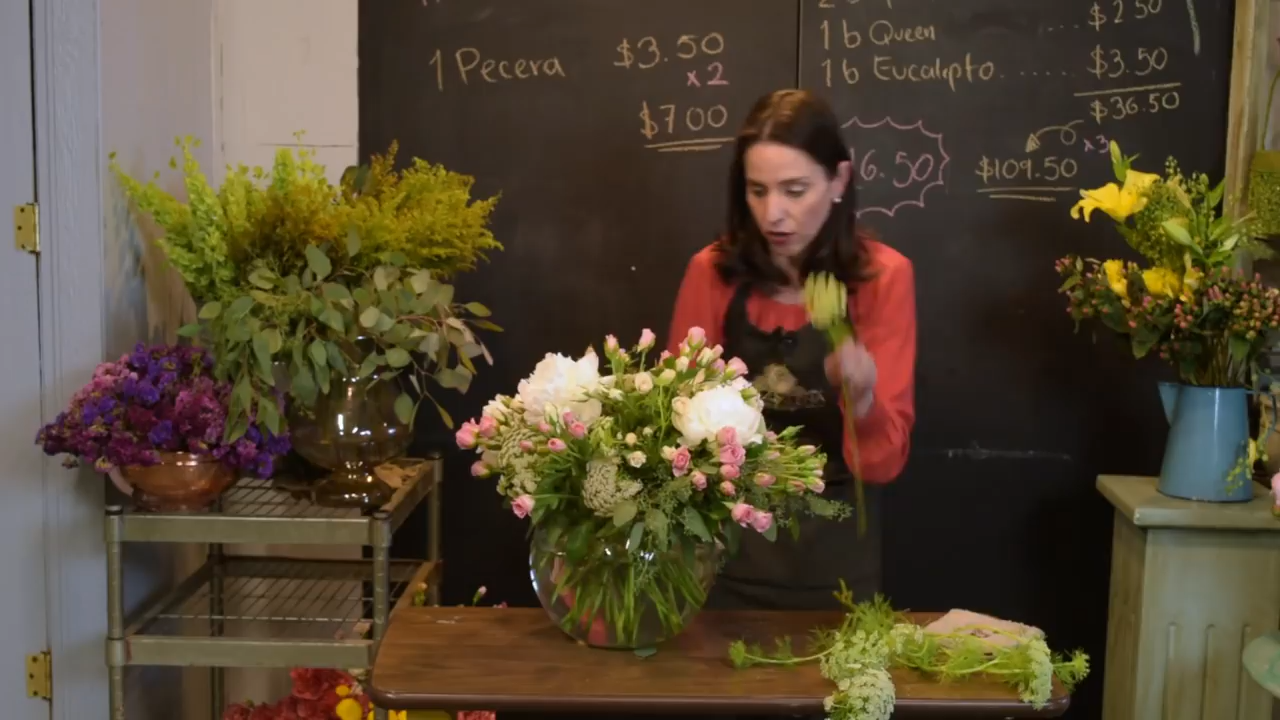 1 Pecera $3.50
x2
$7.00
$2.50
1 b Queen
1 b Eucalipto...... $3.50
$36.50
x3
6.50 $109.50